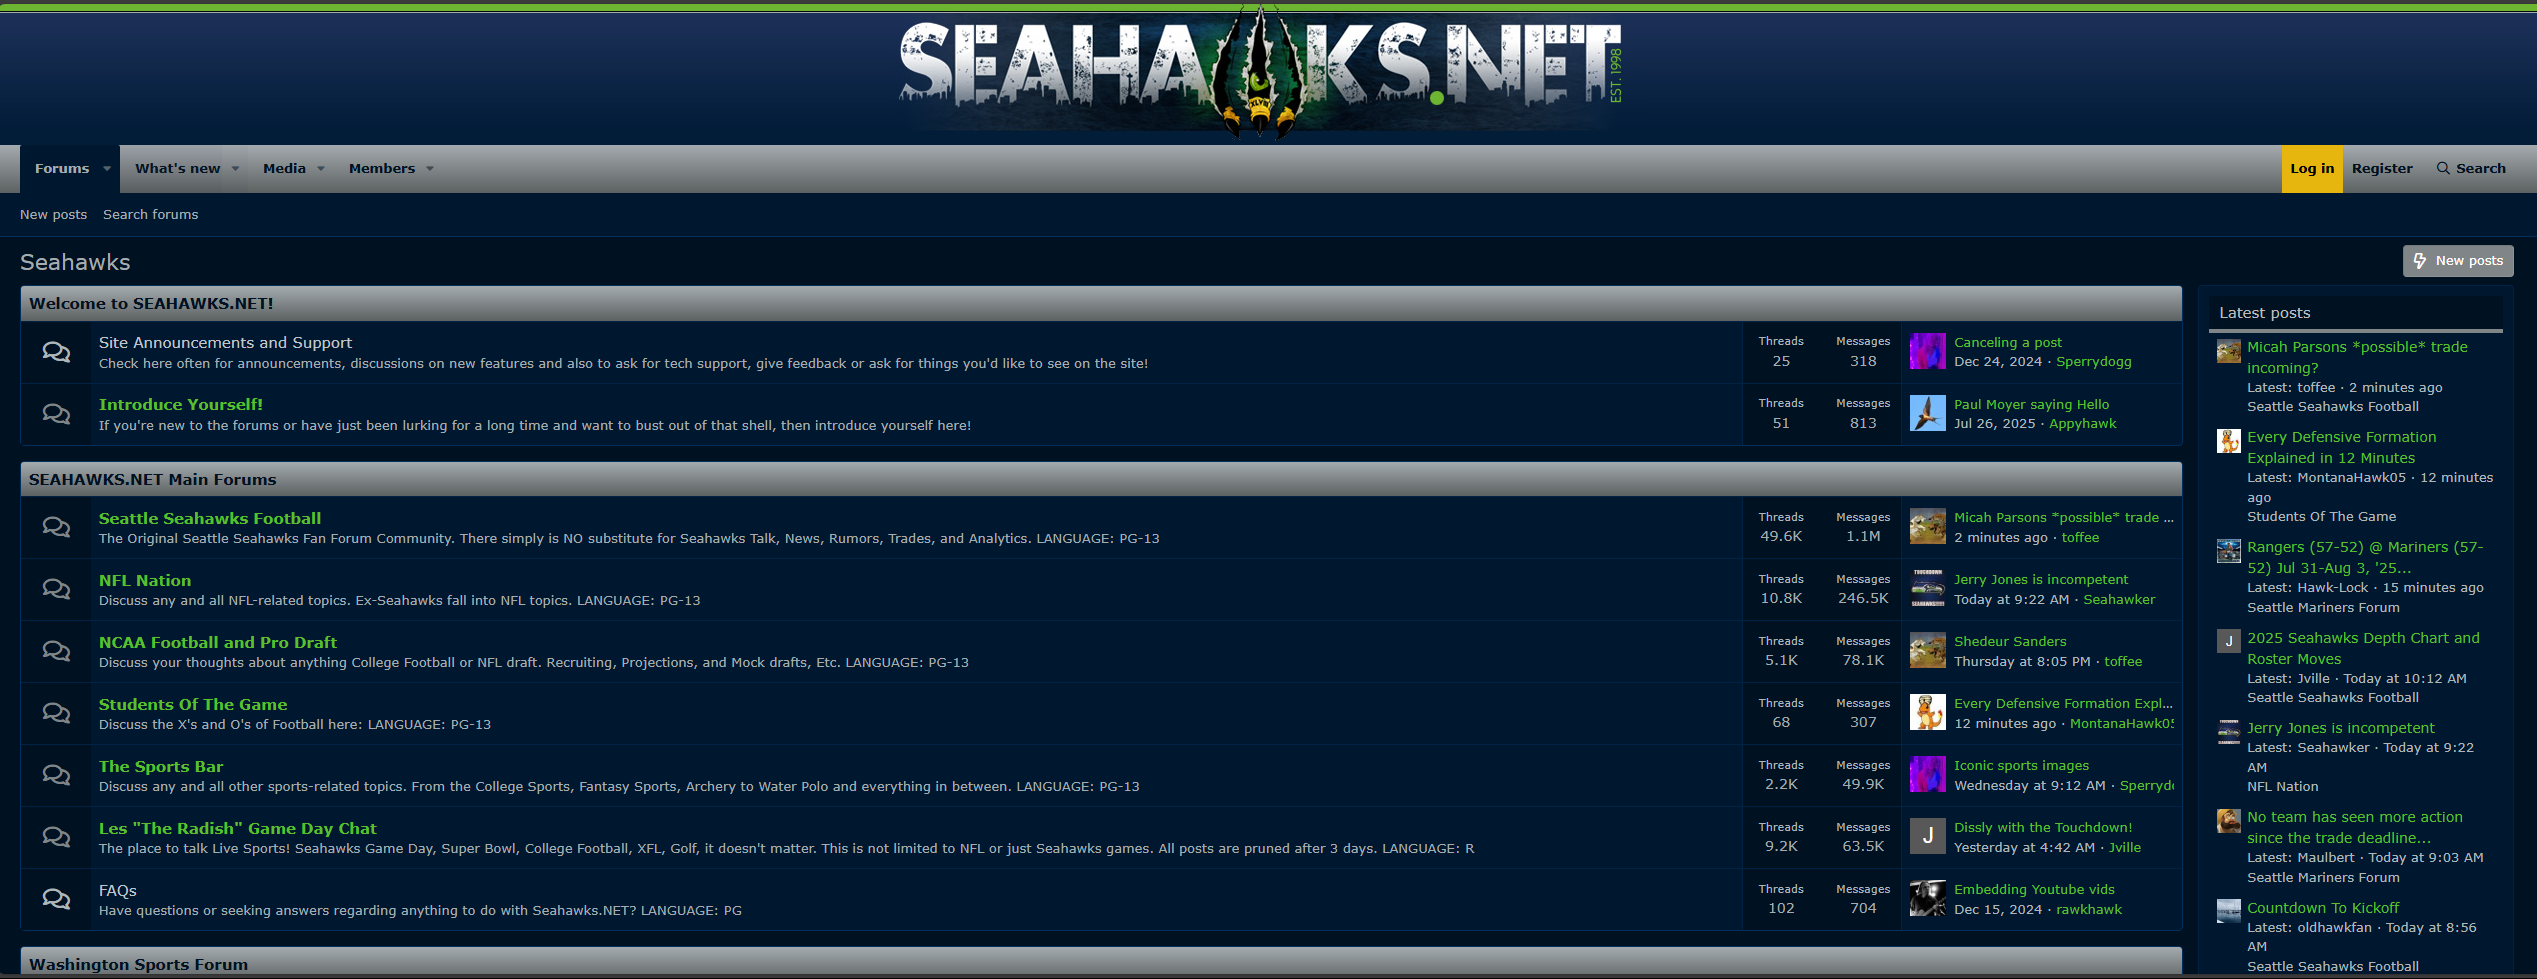 SEAHAWKS.NET
EST. 1998
Forums
What's new
Media
Members
Log in
Register
Search
New posts
Search forums
Seahawks
New posts
Welcome to SEAHAWKS.NET!
Site Announcements and Support
Check here often for announcements, discussions on new features and also to ask for tech support, give feedback or ask for things you'd like to see on the site!
Threads
25
Messages
318
Canceling a post
Dec 24, 2024 · Sperrydogg
Introduce Yourself!
If you're new to the forums or have just been lurking for a long time and want to bust out of that shell, then introduce yourself here!
Threads
51
Messages
813
Paul Moyer saying Hello
Jul 26, 2025 · Appyhawk
SEAHAWKS.NET Main Forums
Seattle Seahawks Football
The Original Seattle Seahawks Fan Forum Community. There simply is NO substitute for Seahawks Talk, News, Rumors, Trades, and Analytics. LANGUAGE: PG-13
Threads
49.6K
Messages
1.1M
Micah Parsons *possible* trade ...
2 minutes ago · toffee
NFL Nation
Discuss any and all NFL-related topics. Ex-Seahawks fall into NFL topics. LANGUAGE: PG-13
Threads
10.8K
Messages
246.5K
Jerry Jones is incompetent
Today at 9:22 AM · Seahawker
NCAA Football and Pro Draft
Discuss your thoughts about anything College Football or NFL draft. Recruiting, Projections, and Mock drafts, Etc. LANGUAGE: PG-13
Threads
5.1K
Messages
78.1K
Shedeur Sanders
Thursday at 8:05 PM · toffee
Students Of The Game
Discuss the X's and O's of Football here: LANGUAGE: PG-13
Threads
68
Messages
307
Every Defensive Formation Expl...
12 minutes ago · MontanaHawk05
The Sports Bar
Discuss any and all other sports-related topics. From the College Sports, Fantasy Sports, Archery to Water Polo and everything in between. LANGUAGE: PG-13
Threads
2.2K
Messages
49.9K
Iconic sports images
Wednesday at 9:12 AM · Sperryd
Les "The Radish" Game Day Chat
The place to talk Live Sports! Seahawks Game Day, Super Bowl, College Football, XFL, Golf, it doesn't matter. This is not limited to NFL or just Seahawks games. All posts are pruned after 3 days. LANGUAGE: R
Threads
9.2K
Messages
63.5K
J
Dissly with the Touchdown!
Yesterday at 4:42 AM · Jville
FAQs
Have questions or seeking answers regarding anything to do with Seahawks.NET? LANGUAGE: PG
Threads
102
Messages
704
Embedding Youtube vids
Dec 15, 2024 · rawkhawk
Washington Sports Forum
Latest posts
Micah Parsons *possible* trade
incoming?
Latest: toffee · 2 minutes ago
Seattle Seahawks Football
Every Defensive Formation
Explained in 12 Minutes
Latest: MontanaHawk05 · 12 minutes
ago
Students Of The Game
Rangers (57-52) @ Mariners (57-
52) Jul 31-Aug 3, '25...
Latest: Hawk-Lock · 15 minutes ago
Seattle Mariners Forum
J
2025 Seahawks Depth Chart and
Roster Moves
Latest: Jville · Today at 10:12 AM
Seattle Seahawks Football
Jerry Jones is incompetent
Latest: Seahawker · Today at 9:22
AM
NFL Nation
No team has seen more action
since the trade deadline...
Latest: Maulbert · Today at 9:03 AM
Seattle Mariners Forum
Countdown To Kickoff
Latest: oldhawkfan · Today at 8:56
AM
Seattle Seahawks Football